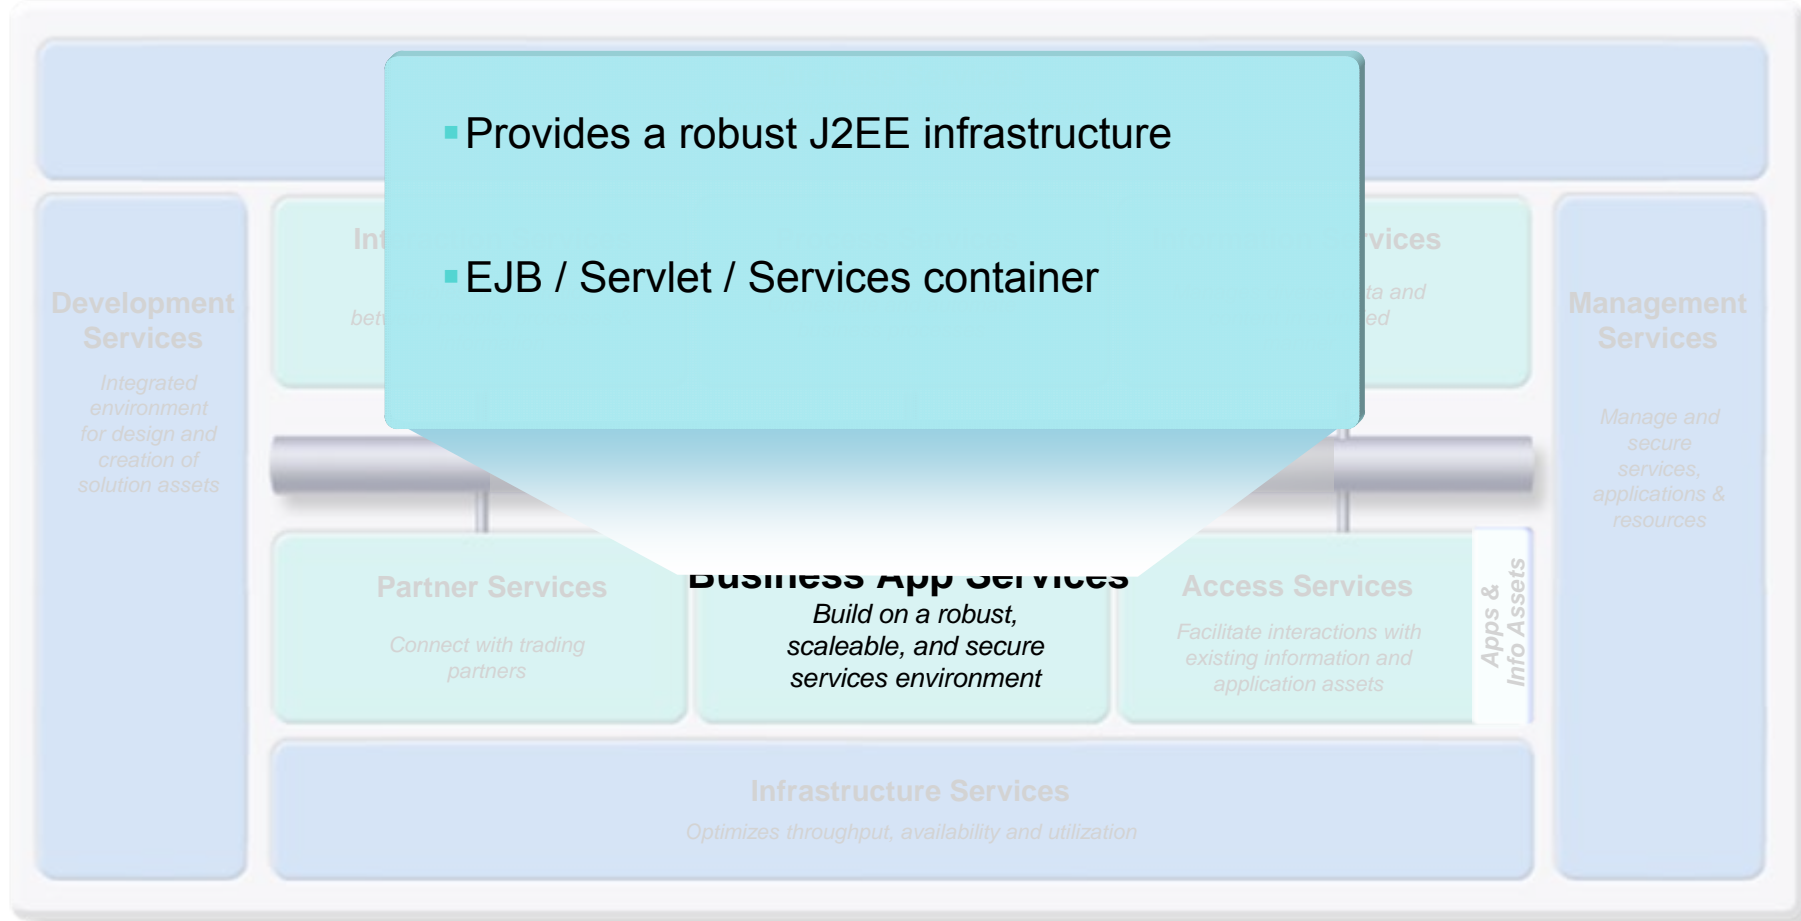 ▪Provides a robust J2EE infrastructure
▪EJB / Servlet / Services container
Development
Services
Integrated
environment
for design and
creation of
solution assets
Services
Management
Services
Manage and
secure
services,
applications &
resources
Partner Services
Connect with trading
partners
Business App Services
Build on a robust,
scaleable, and secure
services environment
Access Services
Facilitate interactions with
existing information and
application assets
Apps &
Info Assets
Infrastructure Services
Optimizes throughput, availability and utilization